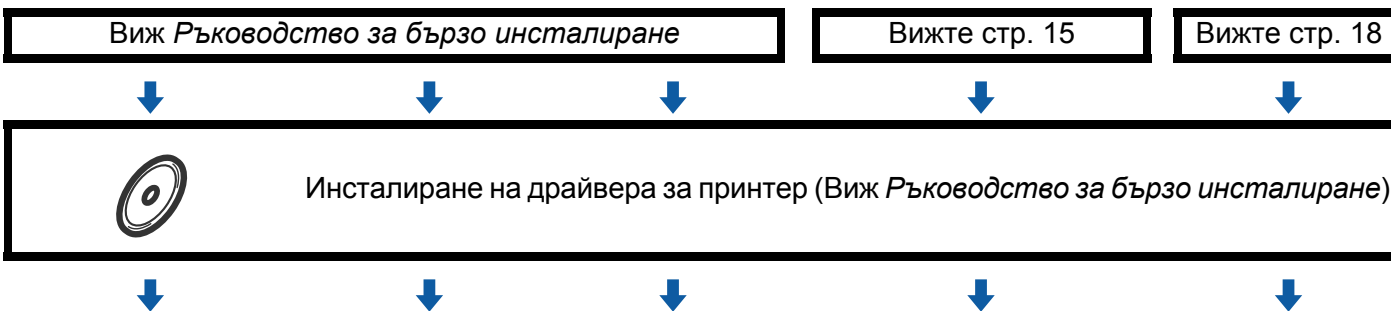 Виж Ръководство за бързо инсталиране
Вижте стр. 15
Вижте стр. 18
Инсталиране на драйвера за принтер (Виж Ръководство за бързо инсталиране)